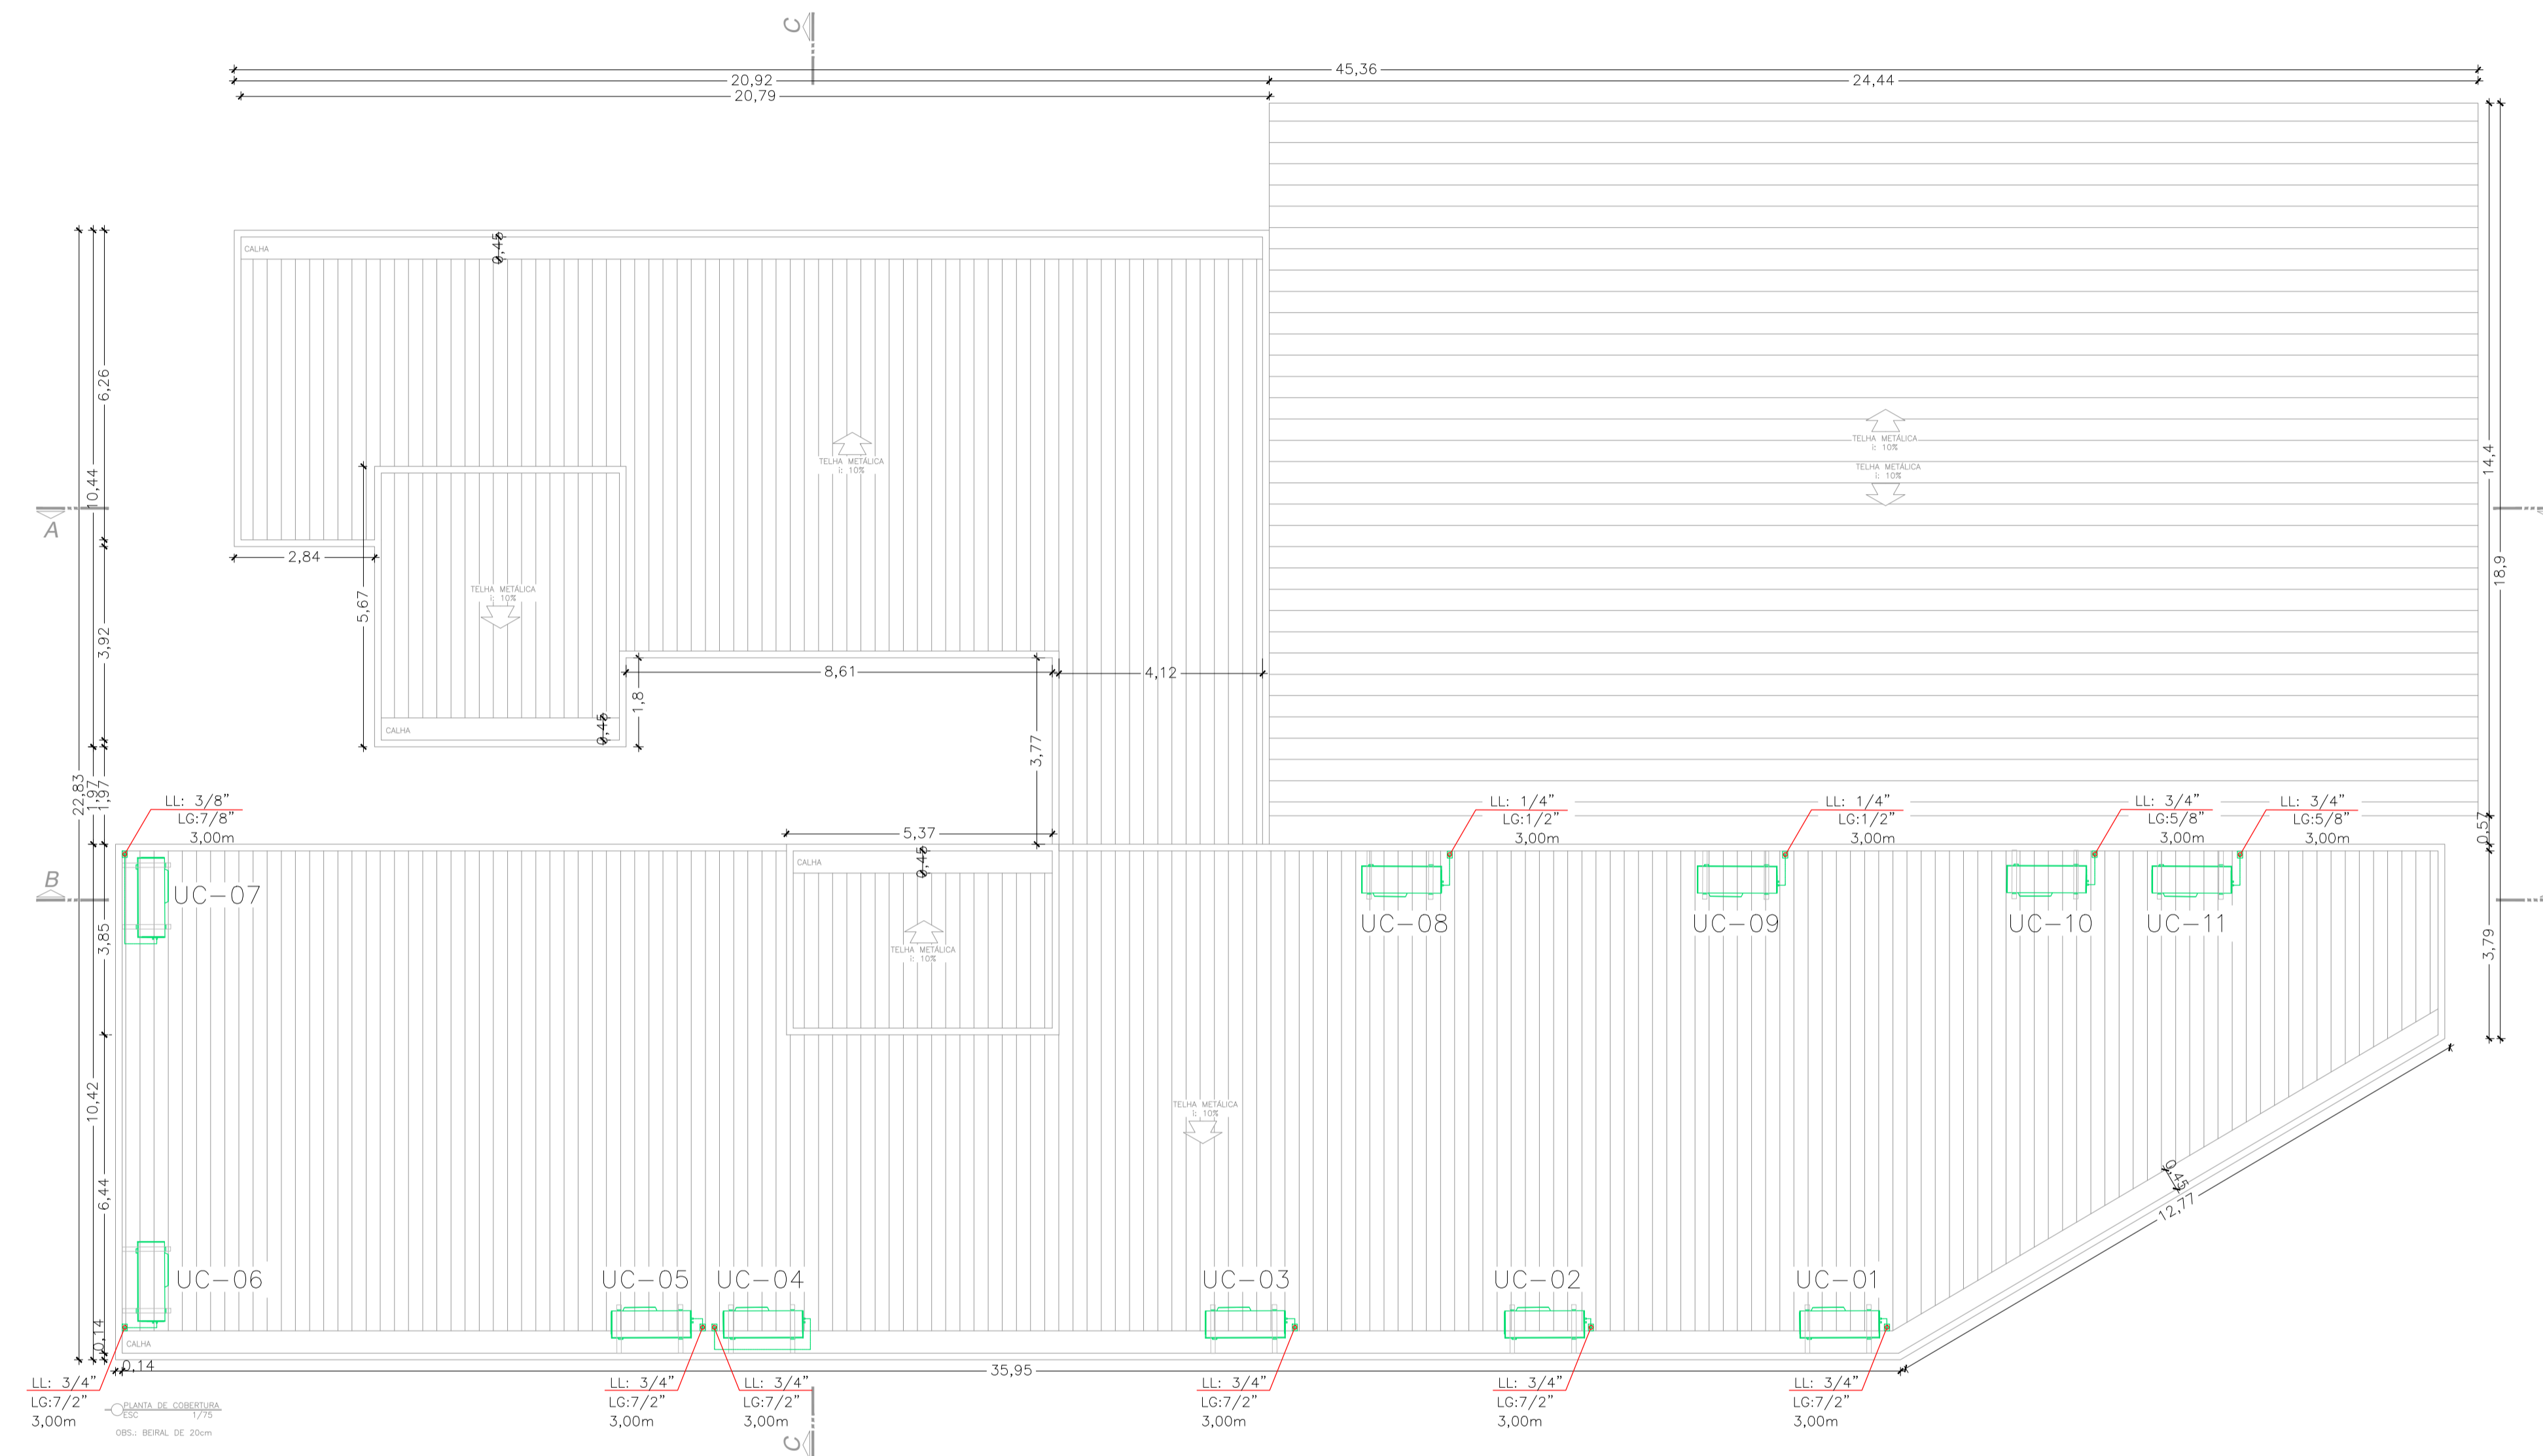 C
45,36
20,92
24,44
20,79
CALHA
0,45
6,26
10,44
14,4
18,9
TELHA METÁLICA
i: 10%
TELHA METÁLICA
i: 10%
TELHA METÁLICA
i: 10%
A
2,84
5,67
TELHA METÁLICA
i: 10%
3,92
8,61
4,12
1,8
0,45
CALHA
3,77
22,83
1,97
1,97
LL: 3/8”
LG:7/8”
3,00m
LL: 1/4”
LG:1/2”
3,00m
LL: 1/4”
LG:1/2”
3,00m
LL: 3/4”
LG:5/8”
3,00m
LL: 3/4”
LG:5/8”
3,00m
0,57
5,37
CALHA
0,45
B
UC-07
UC-08
UC-09
UC-10
UC-11
3,85
3,79
TELHA METÁLICA
i: 10%
10,42
TELHA METÁLICA
i: 10%
6,44
0,45
12,77
UC-06
UC-05
UC-04
UC-03
UC-02
UC-01
0,14
CALHA
0,14
35,95
LL: 3/4”
LG:7/2”
3,00m
LL: 3/4”
LG:7/2”
3,00m
LL: 3/4”
LG:7/2”
3,00m
LL: 3/4”
LG:7/2”
3,00m
LL: 3/4”
LG:7/2”
3,00m
LL: 3/4”
LG:7/2”
3,00m
PLANTA DE COBERTURA
ESC 1/75
OBS.: BEIRAL DE 20cm
C